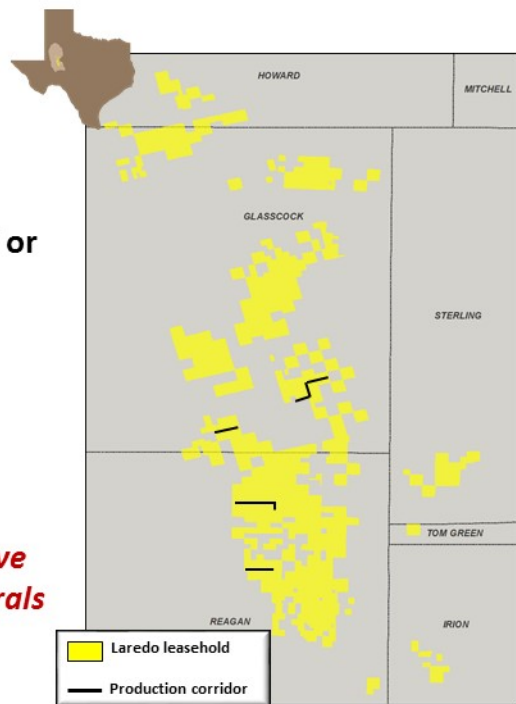 HOWARD
MITCHELL
GLASSCOCK
or
STERLING
TOM GREEN
ve
rals
REAGAN
IRION
Laredo leasehold
Production corridor